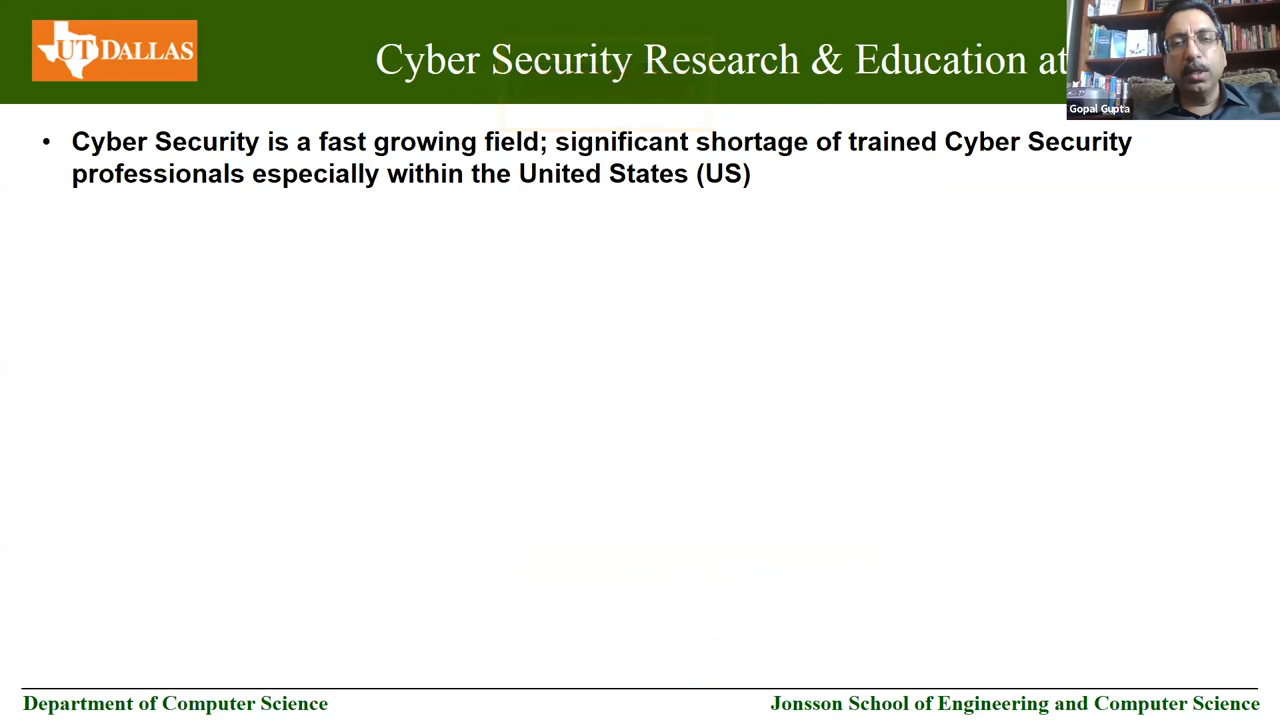 UT DALLAS
Cyber Security Research & Education at
Gopal Gupta
• Cyber Security is a fast growing field; significant shortage of trained Cyber Security
professionals especially within the United States (US)
Department of Computer Science
Jonsson School of Engineering and Computer Science